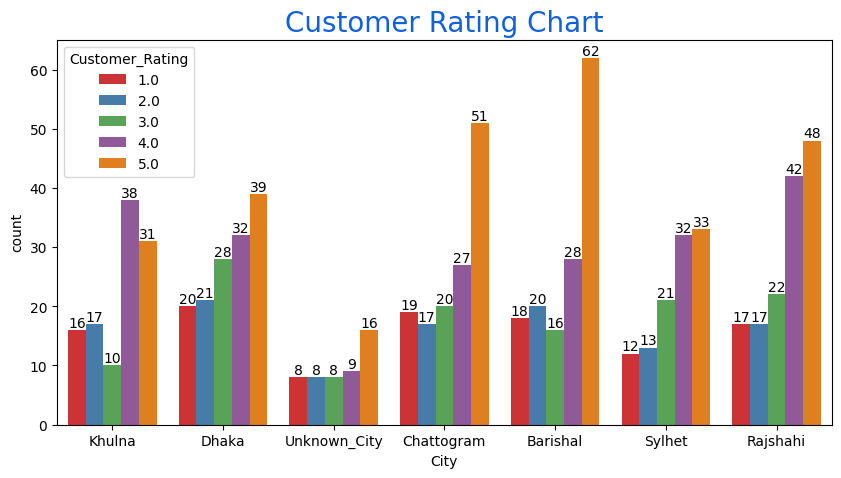 Customer Rating Chart
Customer_Rating
1.0
2.0
3.0
4.0
5.0
count
60
50
40
30
20
10
0
16 17 10 38 31
20 21 28 32 39
8 8 8 9 16
19 17 20 27 51
18 20 16 28 62
12 13 21 32 33
17 17 22 42 48
Khulna Dhaka Unknown_City Chattogram Barishal Sylhet Rajshahi
City